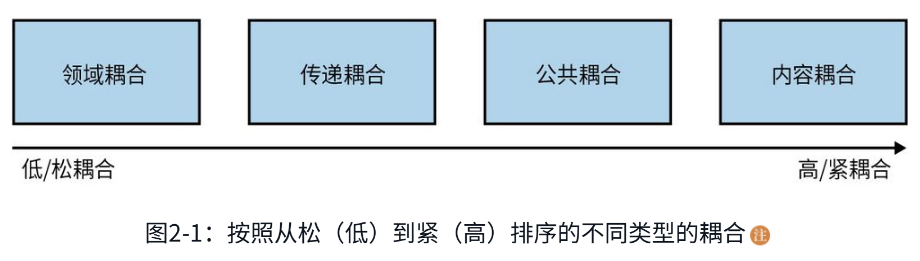 领域耦合 传递耦合 公共耦合 内容耦合
低/松耦合 高/紧耦合
图2-1：按照从松（低）到紧（高）排序的不同类型的耦合 注